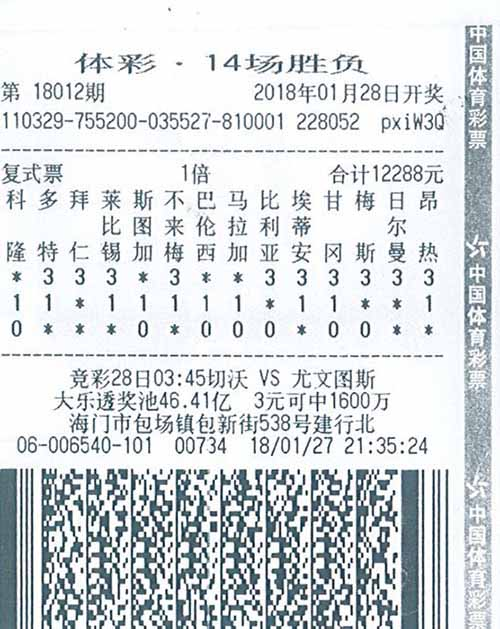 体彩·14场胜负
第 18012期 2018年01月28日开奖
110329-755200-035527-810001 228052 pxiW3Q
复式票 1倍 合计12288元
科 多 拜 莱 斯 不 巴 马 比 埃 甘 梅 日 昂
比 图 来 伦 拉 利 蒂 尔
隆 特 仁 锡 加 梅 西 加 亚 安 冈 斯 曼 热
* 3 3 3 * 3 * * 3 3 3 3 3 3
1 1 * 1 1 1 1 1 * 1 1 * * 1
0 * * * 0 * 0 0 0 * 0 0 * *
竞彩28日03:45切沃 VS 尤文图斯
大乐透奖池46.41亿 3元可中1600万
海门市包场镇包新街538号建行北
06-006540-101 00734 18/01/27 21:35:24
中国体育彩票
中国体育彩票
中国体育彩票